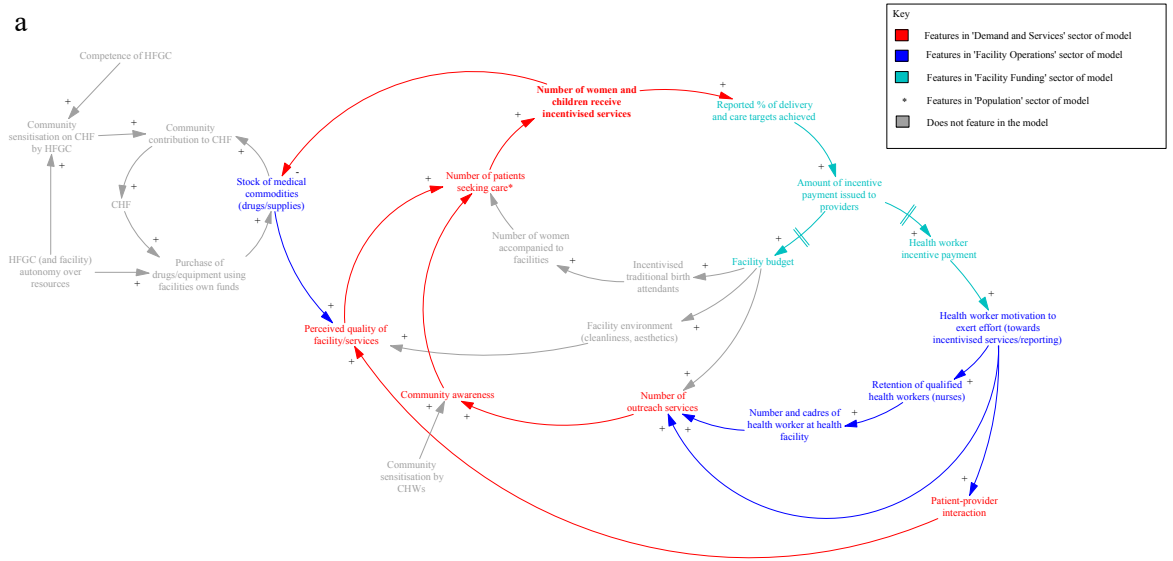 a
Key
Features in 'Demand and Services' sector of model
Features in 'Facility Operations' sector of model
Features in 'Facility Funding' sector of model
* Features in 'Population' sector of model
Does not feature in the model
Competence of HFGC
+
Community
sensitisation on CHF
by HFGC
+
+
Community
contribution to CHF
+
+
CHF
+
HFGC (and facility)
autonomy over
resources
+
Purchase of
drugs/equipment using
facilities own funds
+
Stock of medical
commodities
(drugs/supplies)
-
Number of women and
children receive
incentivised services
+
+
Reported % of delivery
and care targets achieved
+
Amount of incentive
payment issued to
providers
+
Number of patients
seeking care*
+
+
Number of women
accompanied to
facilities
+
Incentivised
traditional birth
attendants
+
Facility budget
+
Health worker
incentive payment
+
Health worker motivation to
exert effort (towards
incentivised services/reporting)
Facility environment
(cleanliness, aesthetics)
+
+
Perceived quality of
facility/services
+
+
Community awareness
+
+
Number of
outreach services
+
+
+
Retention of qualified
health workers (nurses)
+
Number and cadres of
health worker at health
facility
+
Community
sensitisation by
CHWs
+
Patient-provider
interaction